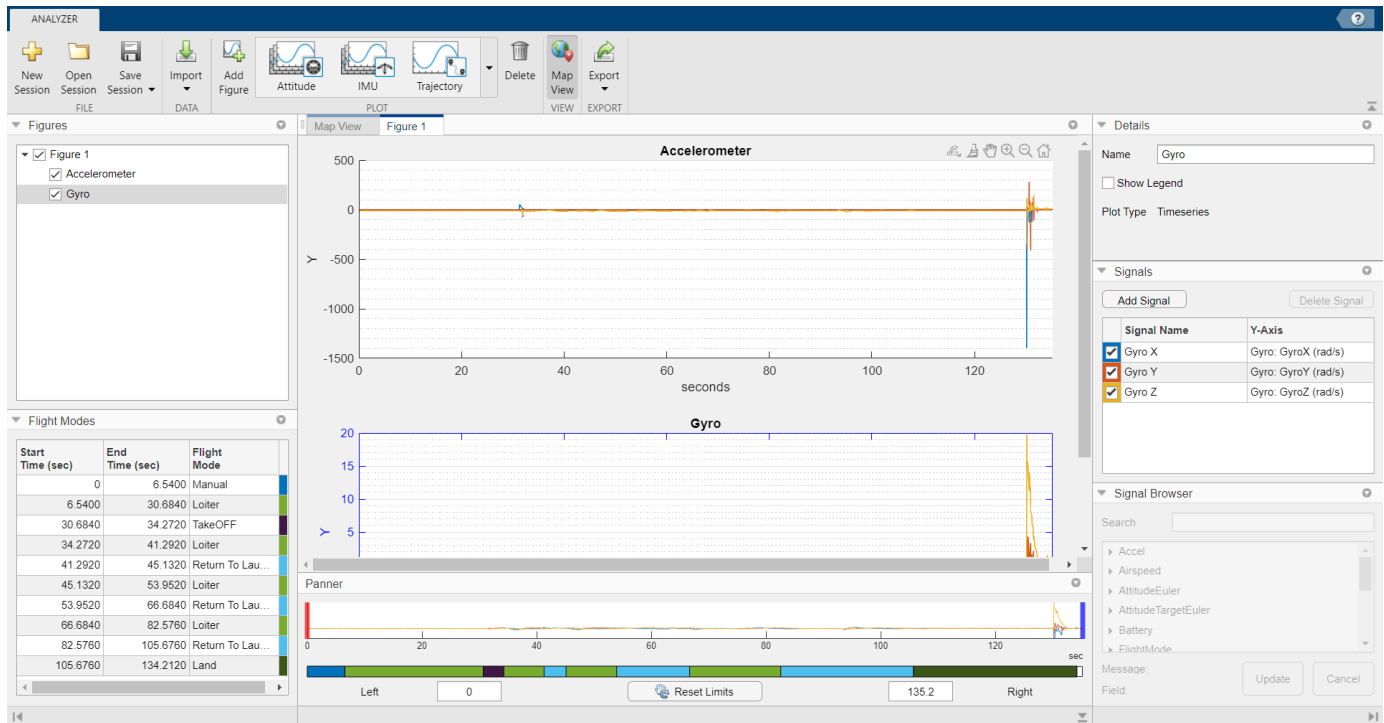 ANALYZER
?
New Session
Open Session
Save Session
Import
Add Figure
Attitude
IMU
Trajectory
Delete
Map View
Export
FILE
DATA
PLOT
VIEW
EXPORT
Figures
Figure 1
Accelerometer
Gyro
Flight Modes
Start Time (sec) End Time (sec) Flight Mode
0 6.5400 Manual
6.5400 30.6840 Loiter
30.6840 34.2720 TakeOFF
34.2720 41.2920 Loiter
41.2920 45.1320 Return To Lau...
45.1320 53.9520 Loiter
53.9520 66.6840 Return To Lau...
66.6840 82.5760 Loiter
82.5760 105.6760 Return To Lau...
105.6760 134.2120 Land
Map View Figure 1
Accelerometer
500
0
-500
-1000
-1500
Y
0 20 40 60 80 100 120
seconds
Gyro
20
15
10
5
Y
Panner
0 20 40 60 80 100 120
sec
Left 0 Reset Limits 135.2 Right
Details
Name Gyro
Show Legend
Plot Type Timeseries
Signals
Add Signal Delete Signal
Signal Name Y-Axis
Gyro X Gyro: GyroX (rad/s)
Gyro Y Gyro: GyroY (rad/s)
Gyro Z Gyro: GyroZ (rad/s)
Signal Browser
Search
Accel
Airspeed
AttitudeEuler
AttitudeTargetEuler
Battery
FlightMode
Message:
Field:
Update Cancel